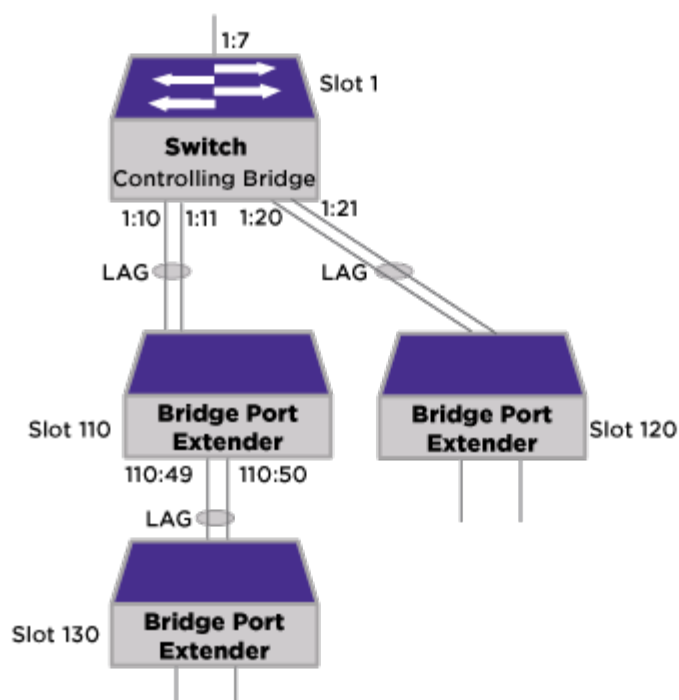 1:7
Slot 1
Switch
Controlling Bridge
1:10
1:11
1:20
1:21
LAG
LAG
Bridge Port
Extender
Slot 110
Bridge Port
Extender
Slot 120
110:49
110:50
LAG
Bridge Port
Extender
Slot 130